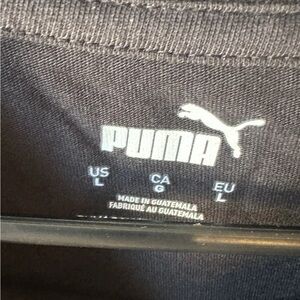 PUMA
US CA EU
L G L
MADE IN GUATEMALA
FABRIQUÉ AU GUATEMALA